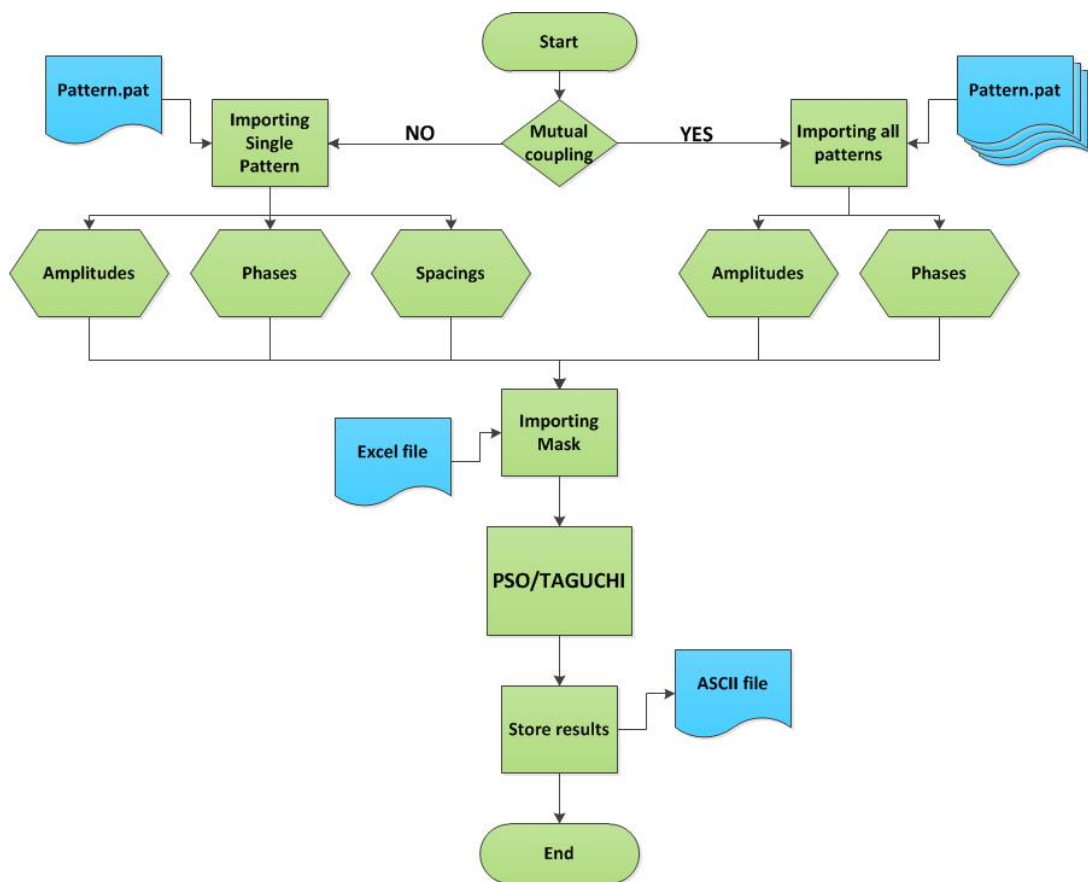 Start
Pattern.pat
Pattern.pat
Importing
Single
Pattern
NO
Mutual
coupling
YES
Importing all
patterns
Amplitudes
Phases
Spacings
Amplitudes
Phases
Importing
Mask
Excel file
PSO/TAGUCHI
ASCII file
Store results
End